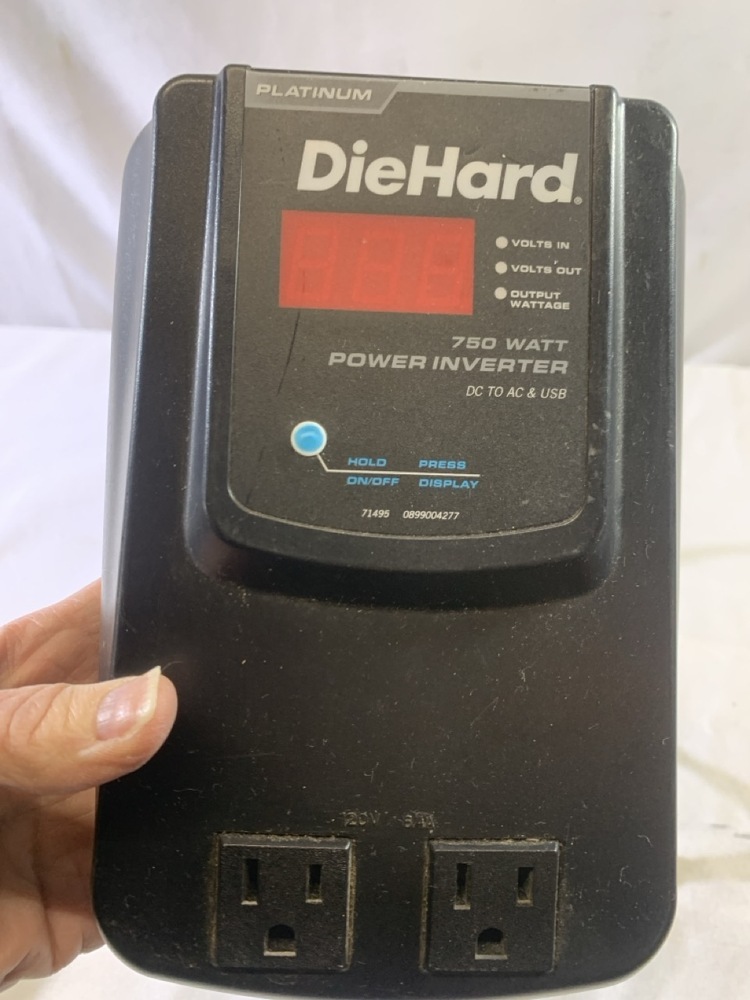 PLATINUM
DieHard®
VOLTS IN
VOLTS OUT
OUTPUT
WATTAGE
750 WATT
POWER INVERTER
DC TO AC & USB
HOLD PRESS
ON/OFF DISPLAY
71495 0899004277
120V